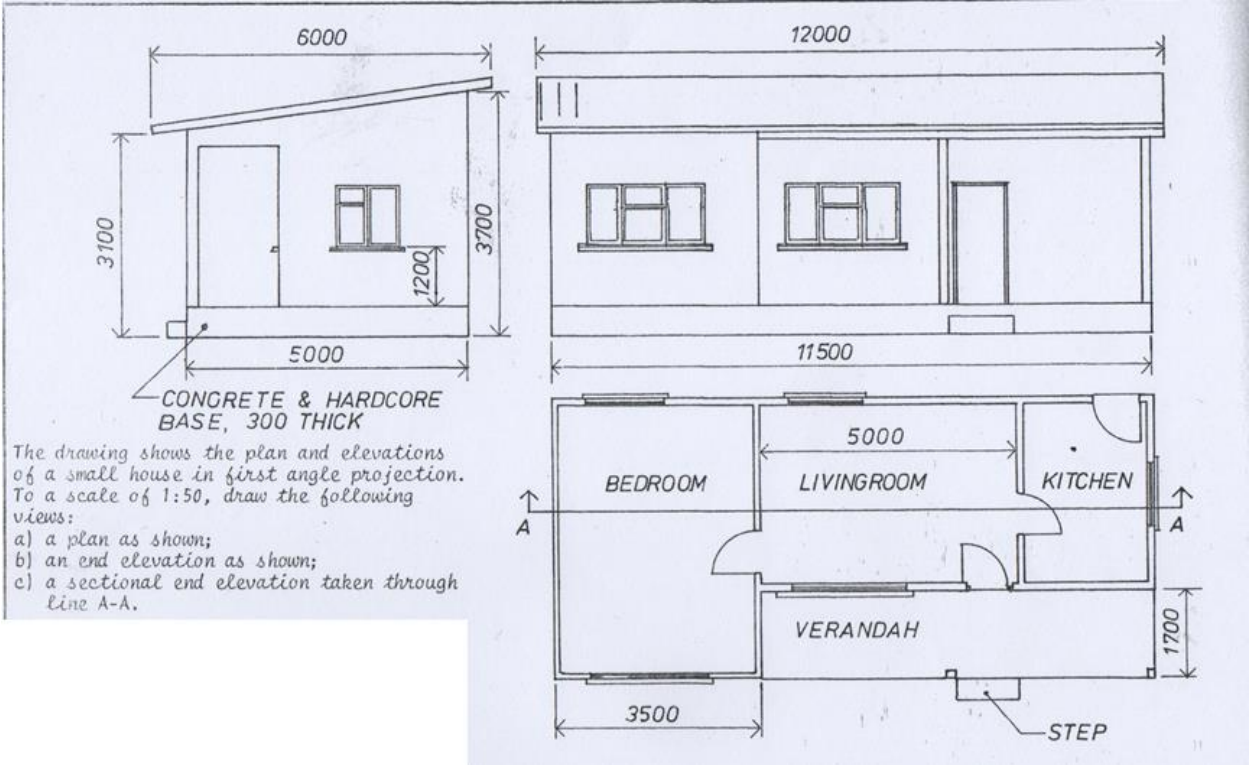 6000
12000
3100
3700
1200
5000
11500
CONCRETE & HARDCORE
BASE, 300 THICK
The drawing shows the plan and elevations
of a small house in first angle projection.
To a scale of 1:50, draw the following
views:
a) a plan as shown;
b) an end elevation as shown;
c) a sectional end elevation taken through
line A-A.
5000
BEDROOM
LIVINGROOM
KITCHEN
A
A
VERANDAH
1700
3500
STEP